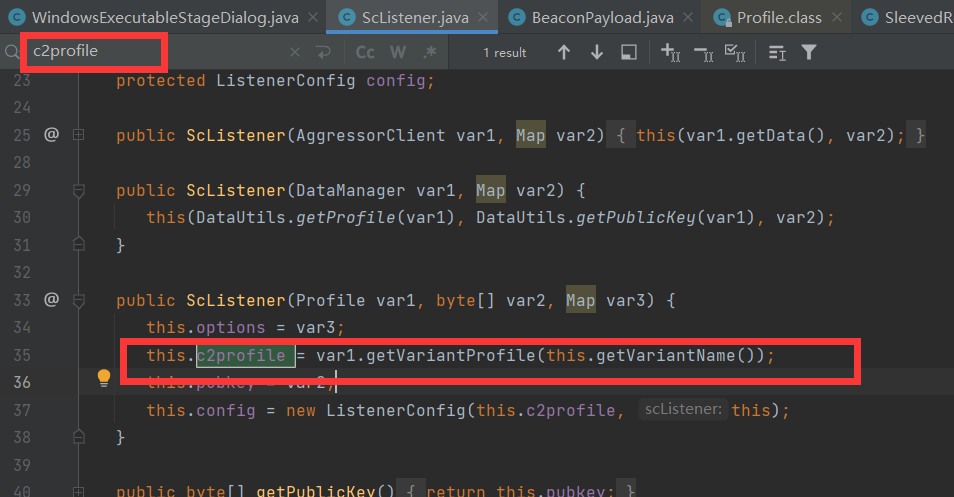 WindowsExecutableStageDialog.java × ScListener.java × BeaconPayload.java × Profile.class × SleevedR
c2profile × Cc W .* 1 result
23 protected ListenerConfig config;
24
25 @ public ScListener(AggressorClient var1, Map var2) { this(var1.getData(), var2); }
28
29 public ScListener(DataManager var1, Map var2) {
30 this(DataUtils.getProfile(var1), DataUtils.getPublicKey(var1), var2);
31 }
32
33 @ public ScListener(Profile var1, byte[] var2, Map var3) {
34 this.options = var3;
35 this.c2profile = var1.getVariantProfile(this.getVariantName());
36 this.pubkey = var2;
37 this.config = new ListenerConfig(this.c2profile, scListener: this);
38 }
39
40 public byte[] getPublicKey() { return this.pubkey; }